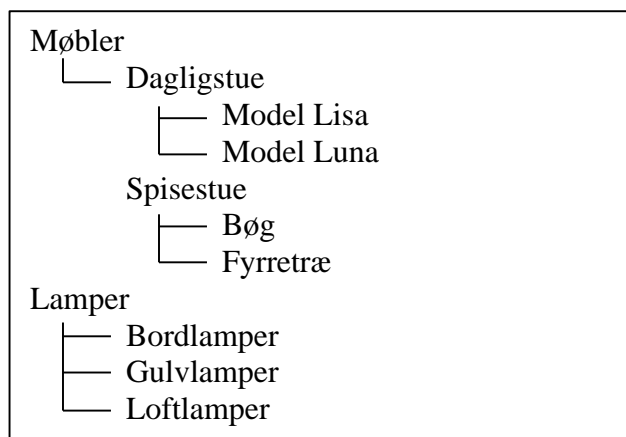 Møbler
Dagligstue
Model Lisa
Model Luna
Spisestue
Bøg
Fyrretræ
Lamper
Bordlamper
Gulvlamper
Loftlamper